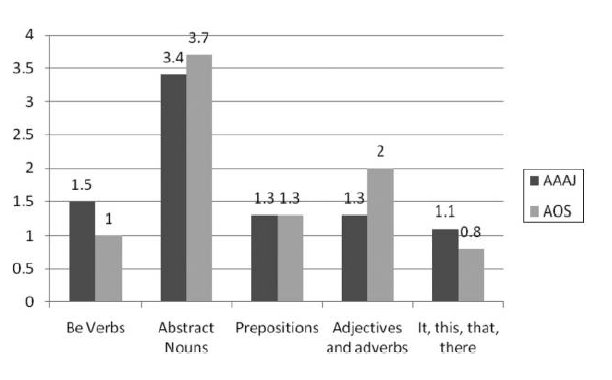 4
3.5
3
2.5
2
1.5
1
0.5
0
1.5
1
3.4
3.7
1.3 1.3
1.3
2
1.1
0.8
Be Verbs
Abstract
Nouns
Prepositions
Adjectives
and adverbs
It, this, that,
there
AAAJ
AOS